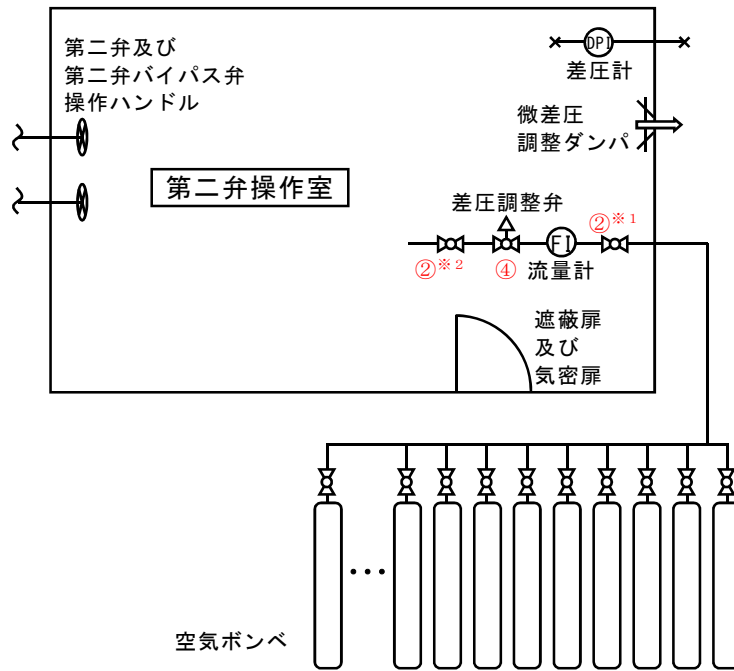 第二弁及び
第二弁バイパス弁
操作ハンドル
DPI
差圧計
微差圧
調整ダンパ
第二弁操作室
差圧調整弁
②※1
FI
②※2
④
流量計
遮蔽扉
及び
気密扉
...
空気ボンベ